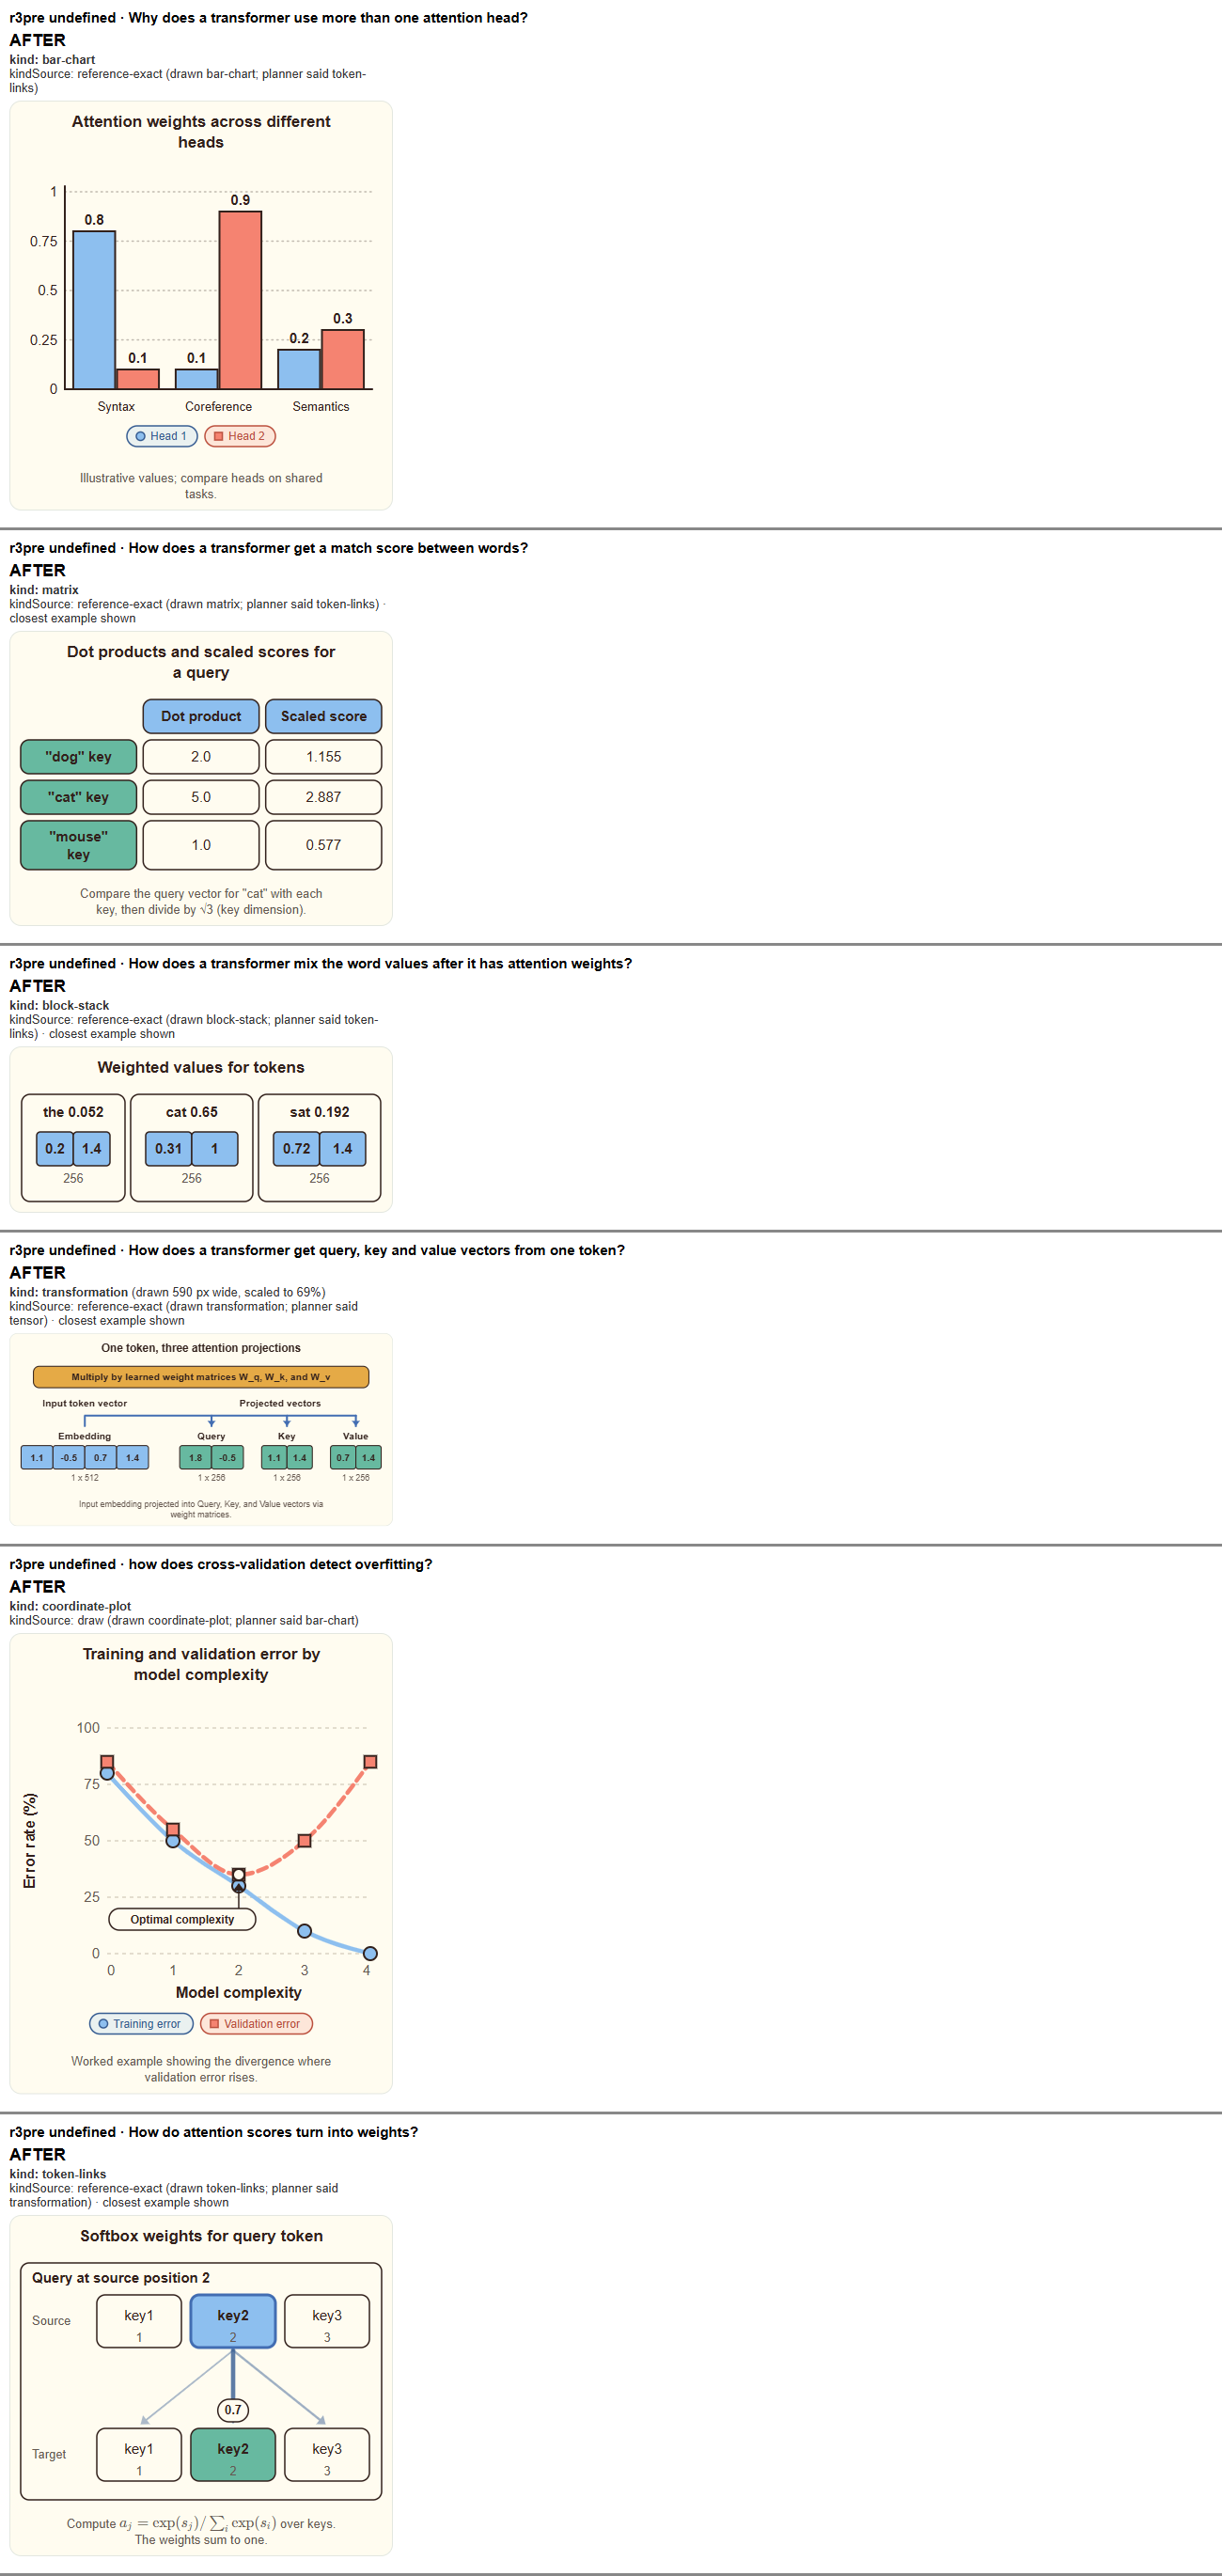 r3pre undefined · Why does a transformer use more than one attention head?
AFTER
kind: bar-chart
kindSource: reference-exact (drawn bar-chart; planner said token-
links)
Attention weights across different
heads
1
0.75
0.5
0.25
0
0.8
0.1
0.1
0.9
0.2
0.3
Syntax Coreference Semantics
Head 1 Head 2
Illustrative values; compare heads on shared
tasks.
r3pre undefined · How does a transformer get a match score between words?
AFTER
kind: matrix
kindSource: reference-exact (drawn matrix; planner said token-links) ·
closest example shown
Dot products and scaled scores for
a query
Dot product Scaled score
"dog" key 2.0 1.155
"cat" key 5.0 2.887
"mouse"
key 1.0 0.577
Compare the query vector for "cat" with each
key, then divide by √3 (key dimension).
r3pre undefined · How does a transformer mix the word values after it has attention weights?
AFTER
kind: block-stack
kindSource: reference-exact (drawn block-stack; planner said token-
links) · closest example shown
Weighted values for tokens
the 0.052 cat 0.65 sat 0.192
0.2 1.4 0.31 1 0.72 1.4
256 256 256
r3pre undefined · How does a transformer get query, key and value vectors from one token?
AFTER
kind: transformation (drawn 590 px wide, scaled to 69%)
kindSource: reference-exact (drawn transformation; planner said
tensor) · closest example shown
One token, three attention projections
Multiply by learned weight matrices W_q, W_k, and W_v
Input token vector Projected vectors
Embedding Query Key Value
1.1 -0.5 0.7 1.4 1.8 -0.5 1.1 1.4 0.7 1.4
1 x 512 1 x 256 1 x 256 1 x 256
Input embedding projected into Query, Key, and Value vectors via
weight matrices.
r3pre undefined · how does cross-validation detect overfitting?
AFTER
kind: coordinate-plot
kindSource: draw (drawn coordinate-plot; planner said bar-chart)
Training and validation error by
model complexity
Error rate (%)
100
75
50
25
0
Optimal complexity
0 1 2 3 4
Model complexity
Training error Validation error
Worked example showing the divergence where
validation error rises.
r3pre undefined · How do attention scores turn into weights?
AFTER
kind: token-links
kindSource: reference-exact (drawn token-links; planner said
transformation) · closest example shown
Softbox weights for query token
Query at source position 2
Source key1 key2 key3
1 2 3
0.7
Target key1 key2 key3
1 2 3
Compute a_j = exp(s_j)/ ∑_i exp(s_i) over keys.
The weights sum to one.